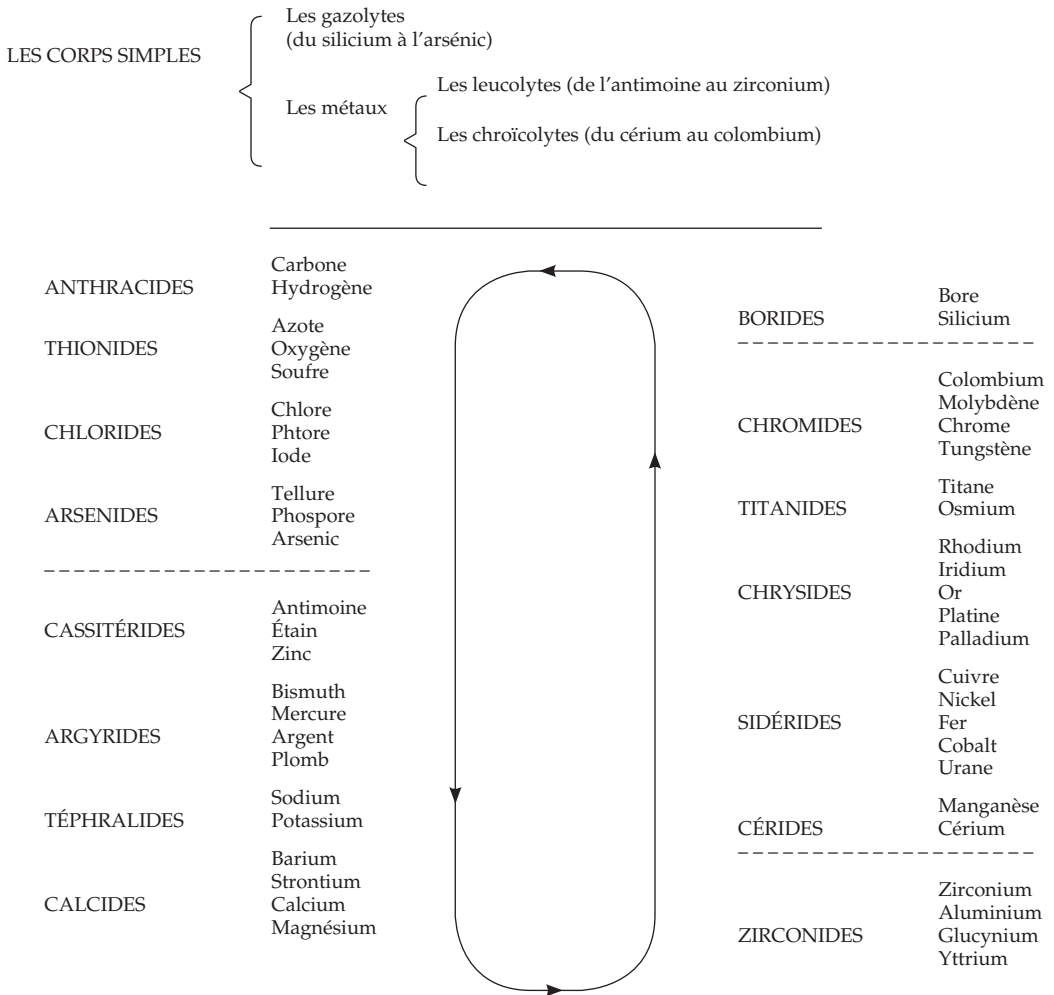 Les gazolytes
(du silicium à l'arsénic)
LES CORPS SIMPLES
Les leucolytes (de l'antimoine au zirconium)
Les métaux
Les chroïcolytes (du cérium au colombium)
Carbone
ANTHRACIDES Hydrogène
Azote
THIONIDES Oxygène
Soufre
Chlore
CHLORIDES Phtore
Iode
Tellure
ARSENIDES Phospore
Arsenic
Antimoine
CASSITÉRIDES Étain
Zinc
Bismuth
Mercure
ARGYRIDES Argent
Plomb
Sodium
TÉPHRALIDES Potassium
Barium
Strontium
CALCIDES Calcium
Magnésium
Bore
BORIDES Silicium
Colombium
Molybdène
CHROMIDES Chrome
Tungstène
Titane
TITANIDES Osmium
Rhodium
Iridium
CHRYSIDES Or
Platine
Palladium
Cuivre
Nickel
SIDÉRIDES Fer
Cobalt
Urane
Manganèse
CÉRIDES Cérium
Zirconium
Aluminium
ZIRCONIDES Glucynium
Yttrium